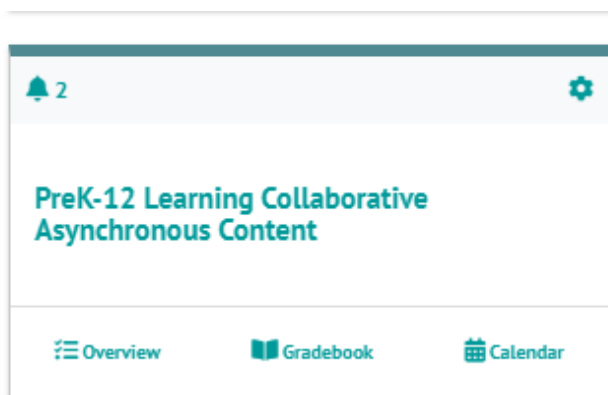 2
PreK-12 Learning Collaborative
Asynchronous Content
Overview Gradebook Calendar